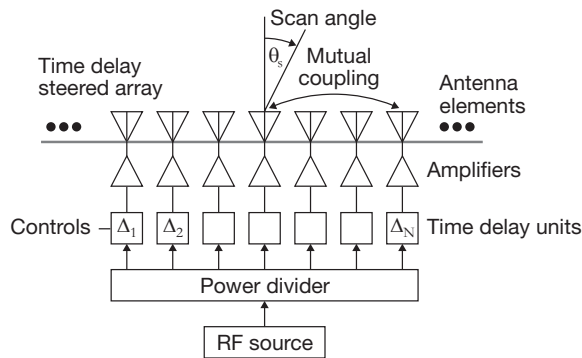 Scan angle
θs
Mutual
coupling
Time delay
steered array
Antenna
elements
Amplifiers
Controls
Δ1
Δ2
ΔN
Time delay units
Power divider
RF source